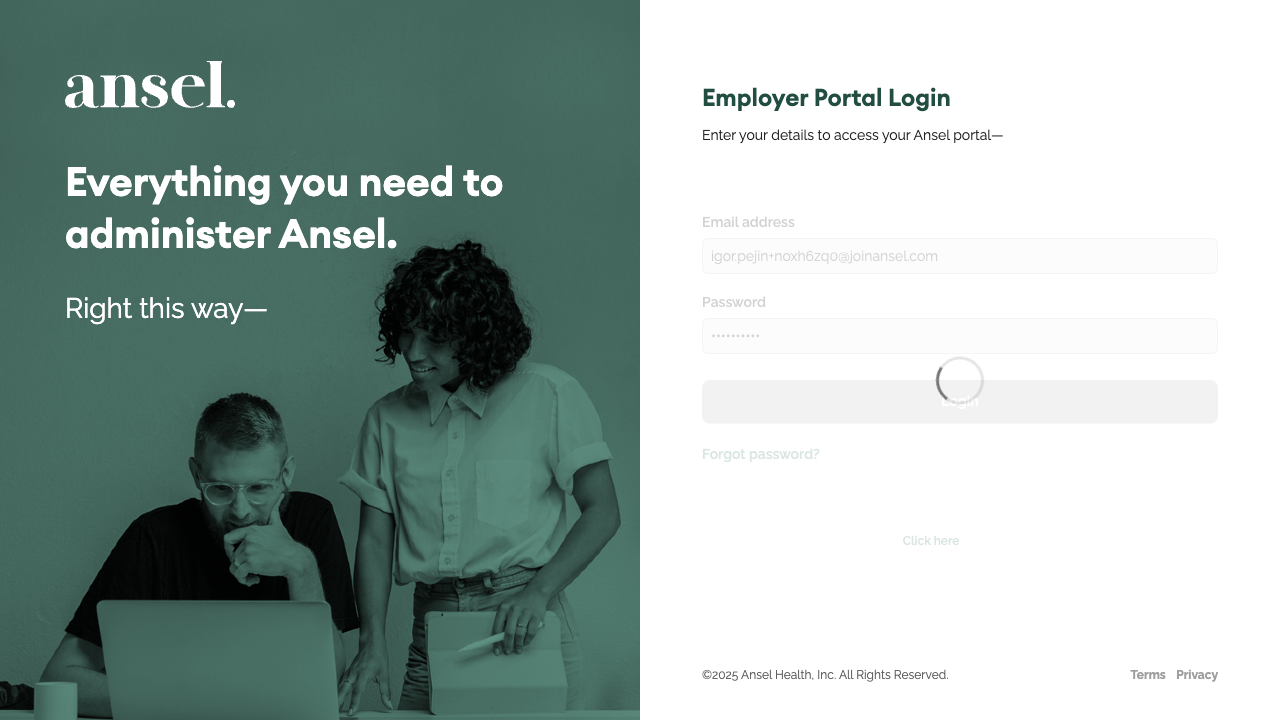 ansel.
Everything you need to
administer Ansel.
Right this way—
Employer Portal Login
Enter your details to access your Ansel portal—
Email address
igor.pejin+noxh6zq0@joinansel.com
Password
••••••••••
Login
Forgot password?
Click here
©2025 Ansel Health, Inc. All Rights Reserved.
Terms Privacy